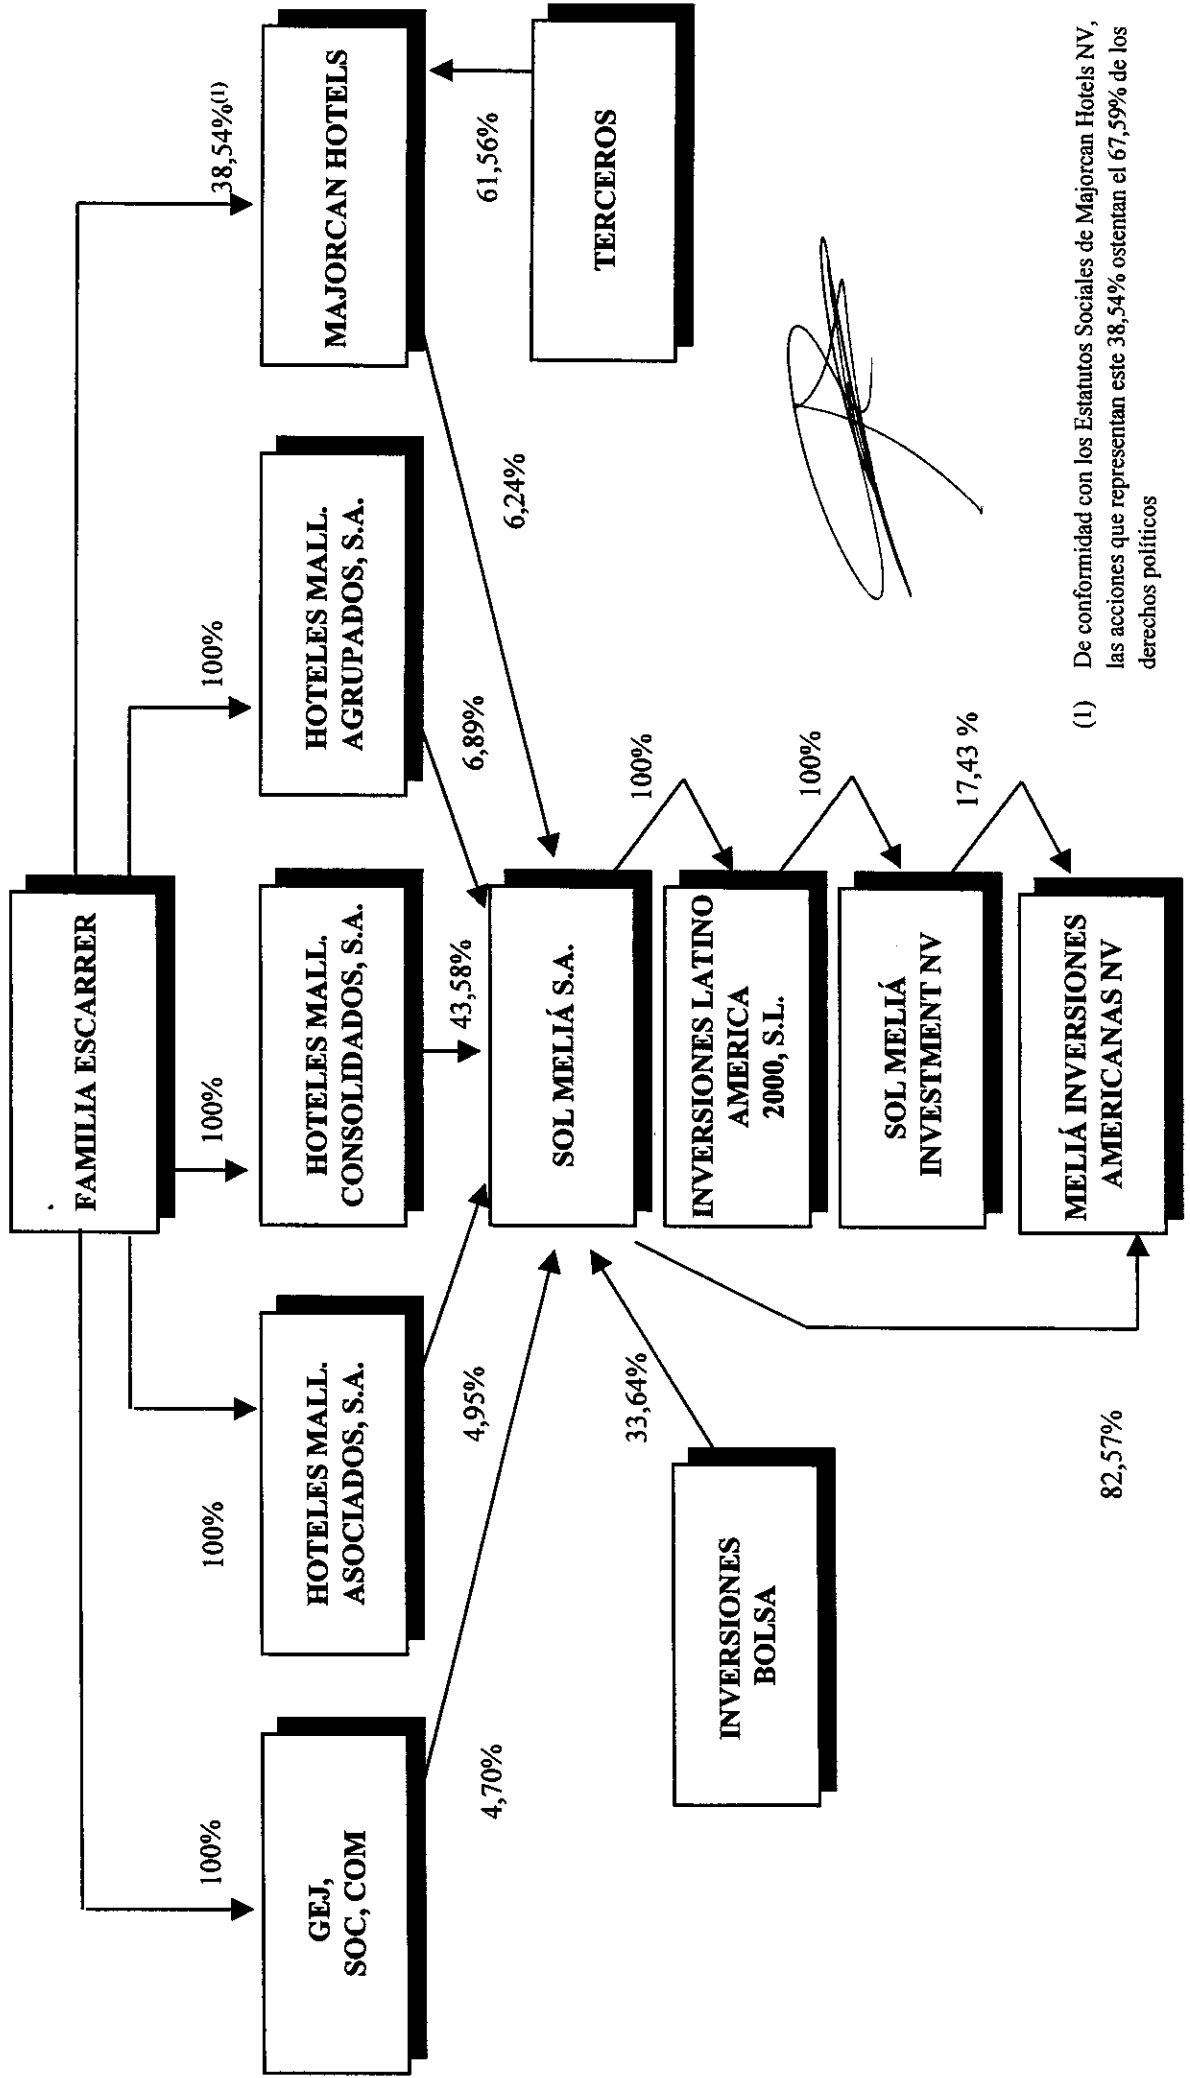 FAMILIA ESCARRER
100%
100%
100%
100%
38,54%(1)
GEJ,
SOC, COM
HOTELES MALL.
ASOCIADOS, S.A.
HOTELES MALL.
CONSOLIDADOS, S.A.
HOTELES MALL.
AGRUPADOS, S.A.
MAJORCAN HOTELS
4,70%
4,95%
43,58%
6,89%
6,24%
61,56%
TERCEROS
SOL MELIÁ S.A.
33,64%
INVERSIONES
BOLSA
100%
INVERSIONES LATINO
AMERICA
2000, S.L.
100%
SOL MELIÁ
INVESTMENT NV
17,43 %
MELIÁ INVERSIONES
AMERICANAS NV
82,57%
(1) De conformidad con los Estatutos Sociales de Majorcan Hotels NV,
las acciones que representan este 38,54% ostentan el 67,59% de los
derechos políticos